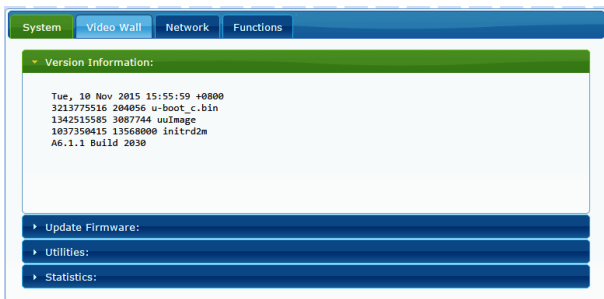 System Video Wall Network Functions
Version Information:
Tue, 10 Nov 2015 15:55:59 +0800
3213775516 204056 u-boot_c.bin
1342515585 3087744 uuImage
1037350415 13568000 initrd2m
A6.1.1 Build 2030
Update Firmware:
Utilities:
Statistics: